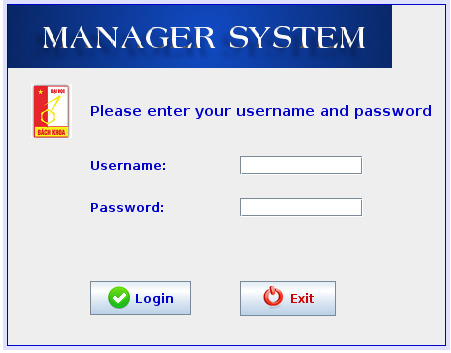 MANAGER SYSTEM
ĐẠI HỌC
BÁCH KHOA
Please enter your username and password
Username:
Password:
Login
Exit